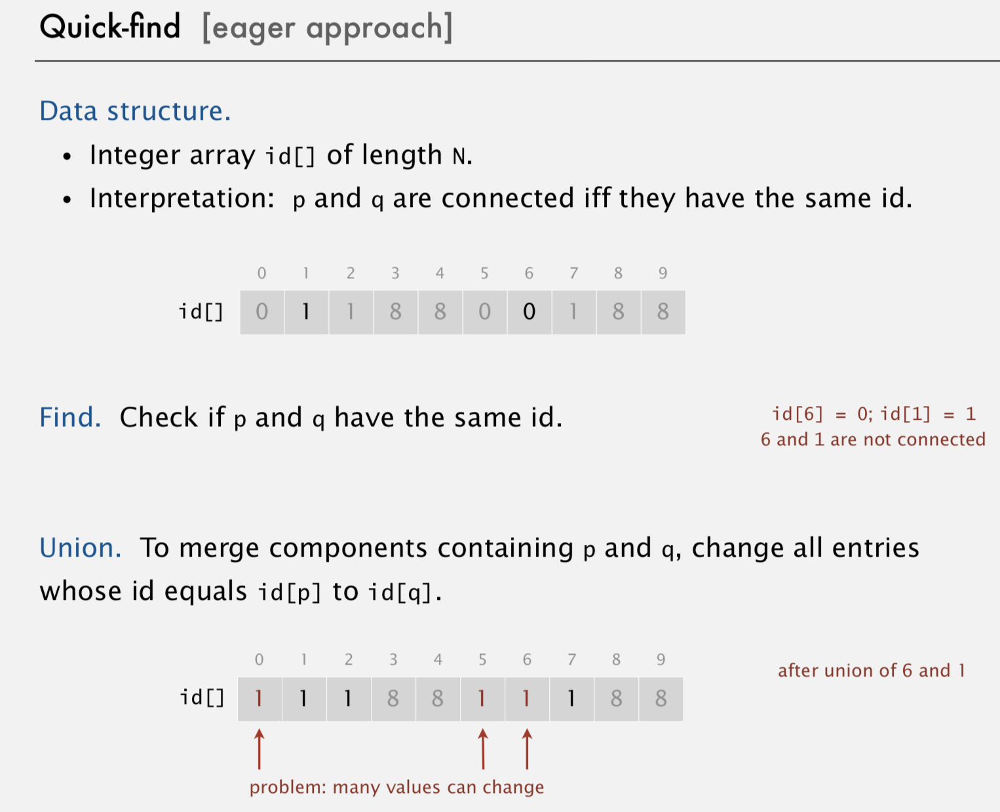 Quick-find [eager approach]
Data structure.
• Integer array id[] of length N.
• Interpretation: p and q are connected iff they have the same id.
0 1 2 3 4 5 6 7 8 9
id[] 0 1 1 8 8 0 0 1 8 8
Find. Check if p and q have the same id.
id[6] = 0; id[1] = 1
6 and 1 are not connected
Union. To merge components containing p and q, change all entries
whose id equals id[p] to id[q].
0 1 2 3 4 5 6 7 8 9
after union of 6 and 1
id[] 1 1 1 8 8 1 1 1 8 8
problem: many values can change